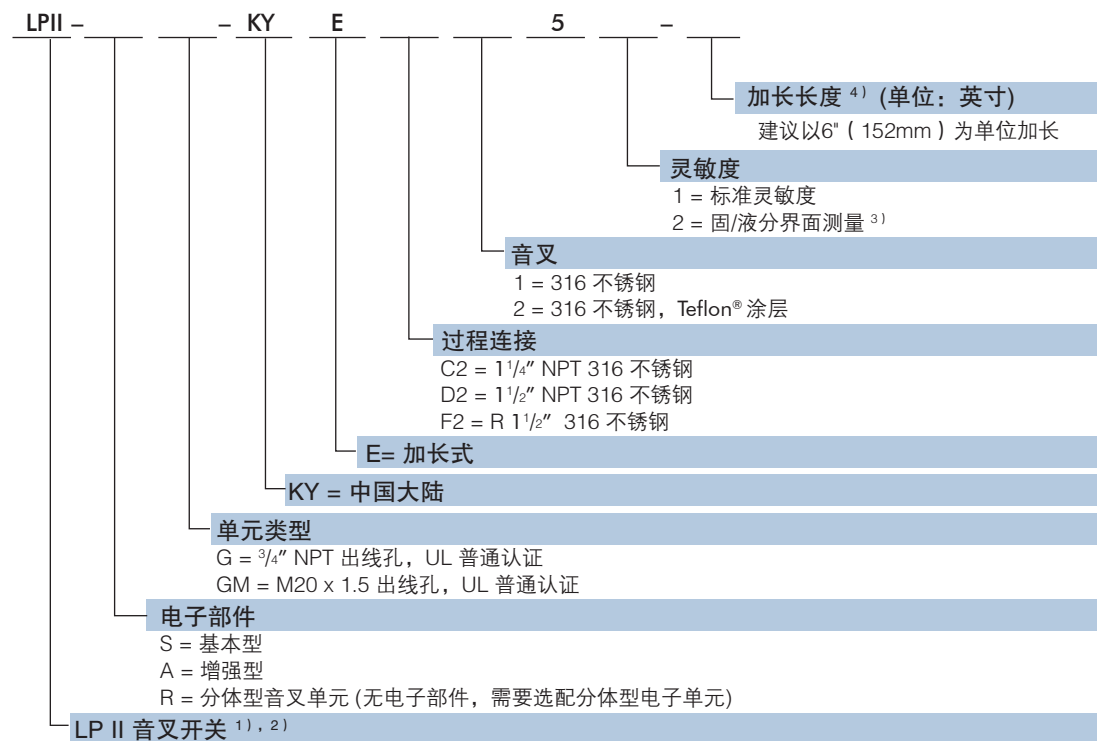 LPII – – KY E 5 –
加长长度 4) (单位：英寸)
建议以6" ( 152mm ) 为单位加长
灵敏度
1 = 标准灵敏度
2 = 固/液分界面测量 3)
音叉
1 = 316 不锈钢
2 = 316 不锈钢，Teflon® 涂层
过程连接
C2 = 1 1/4" NPT 316 不锈钢
D2 = 1 1/2" NPT 316 不锈钢
F2 = R 1 1/2" 316 不锈钢
E= 加长式
KY = 中国大陆
单元类型
G = 3/4" NPT 出线孔，UL 普通认证
GM = M20 x 1.5 出线孔，UL 普通认证
电子部件
S = 基本型
A = 增强型
R = 分体型音叉单元 (无电子部件，需要选配分体型电子单元)
LP II 音叉开关 1) , 2)